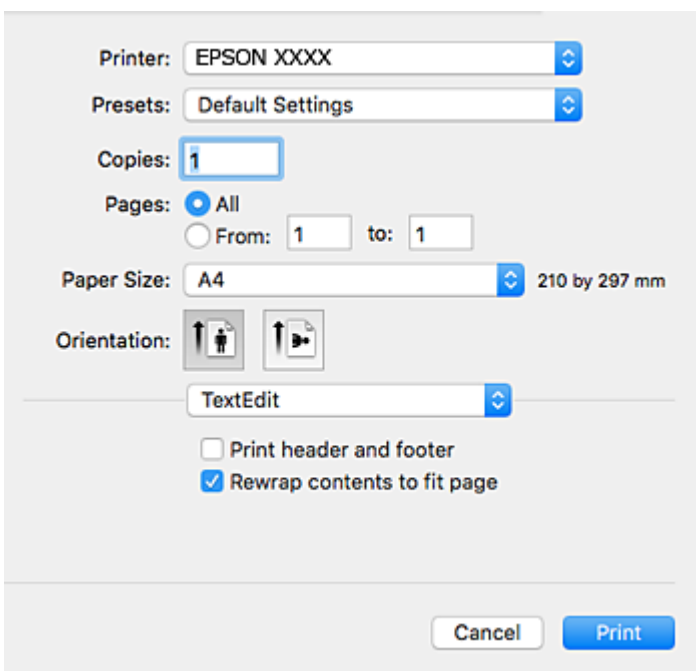 Printer: EPSON XXXX
Presets: Default Settings
Copies: 1
Pages: All
From: 1 to: 1
Paper Size: A4 210 by 297 mm
Orientation:
TextEdit
Print header and footer
Rewrap contents to fit page
Cancel Print